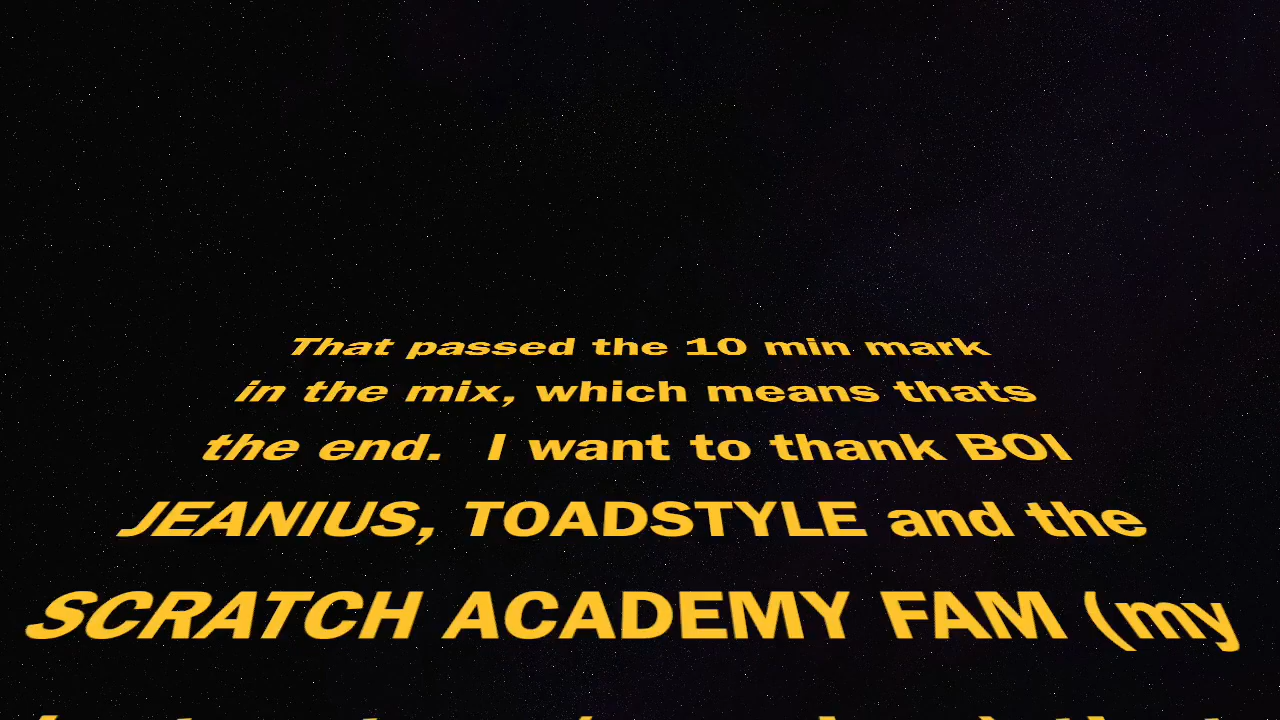 That passed the 10 min mark
in the mix, which means thats
the end. I want to thank BOI
JEANIUS, TOADSTYLE and the
SCRATCH ACADEMY FAM (my